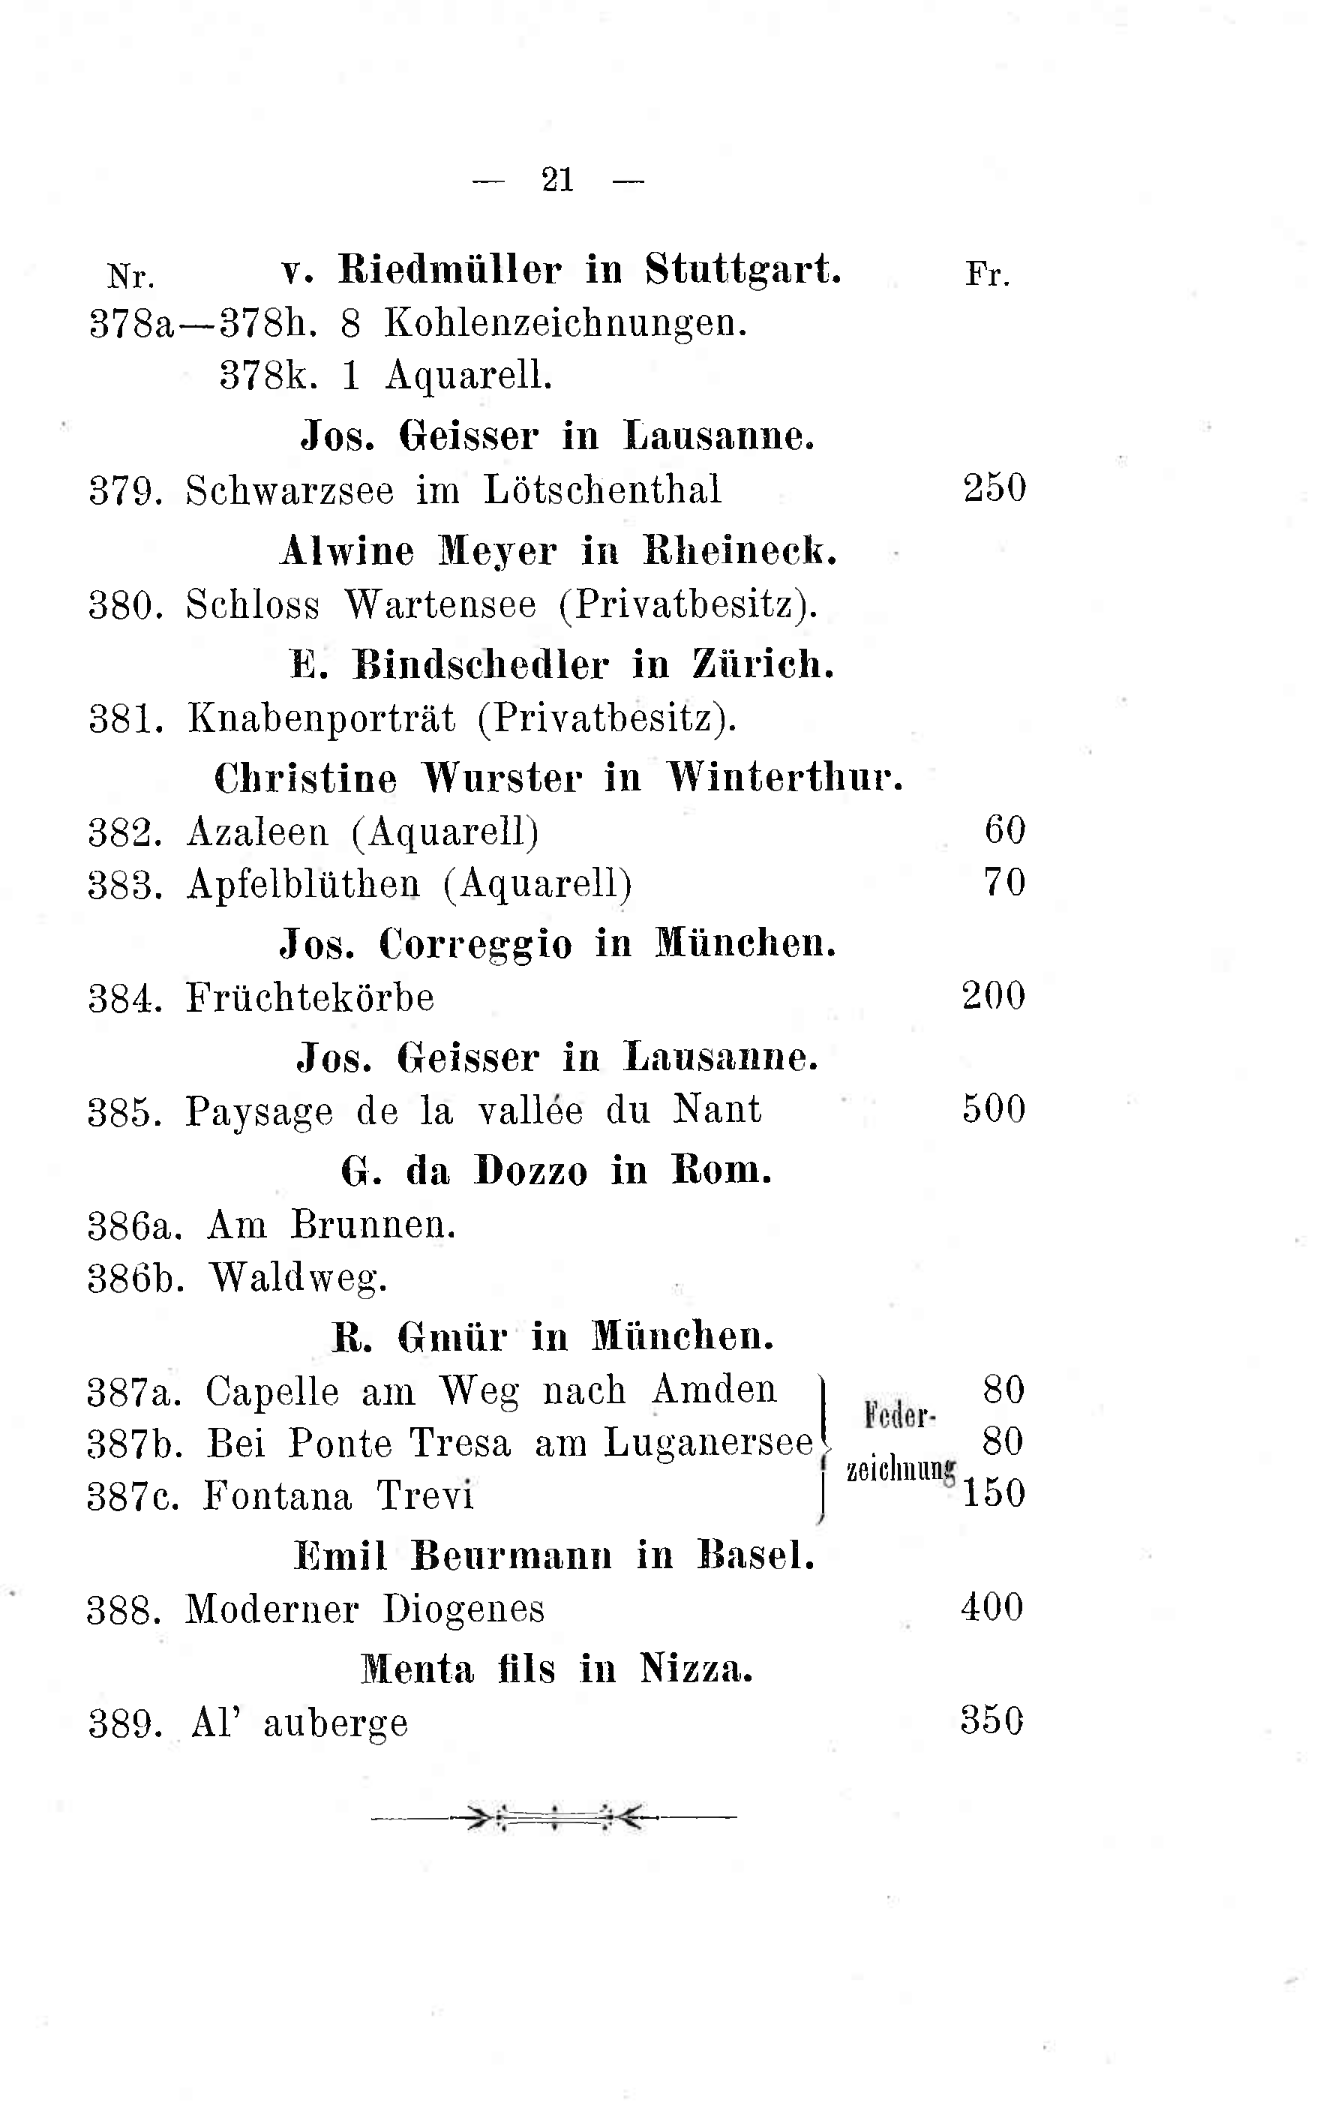 — 21 —
Nr. v. Riedmüller in Stuttgart. Fr.
378a—378h. 8 Kohlenzeichnungen.
378k. 1 Aquarell.
Jos. Geisser in Lausanne.
379. Schwarzsee im Lötschenthal 250
Alwine Meyer in Rheineck.
380. Schloss Wartensee (Privatbesitz).
E. Bindschedler in Zürich.
381. Knabenporträt (Privatbesitz).
Christine Wurster in Winterthur.
382. Azaleen (Aquarell) 60
383. Apfelblüthen (Aquarell) 70
Jos. Correggio in München.
384. Früchtekörbe 200
Jos. Geisser in Lausanne.
385. Paysage de la vallée du Nant 500
G. da Dozzo in Rom.
386a. Am Brunnen.
386b. Waldweg.
R. Gmür in München.
387a. Capelle am Weg nach Amden 80
Feder-
387b. Bei Ponte Tresa am Luganersee 80
zeichnung
387c. Fontana Trevi 150
Emil Beurmann in Basel.
388. Moderner Diogenes 400
Menta fils in Nizza.
389. Al' auberge 350